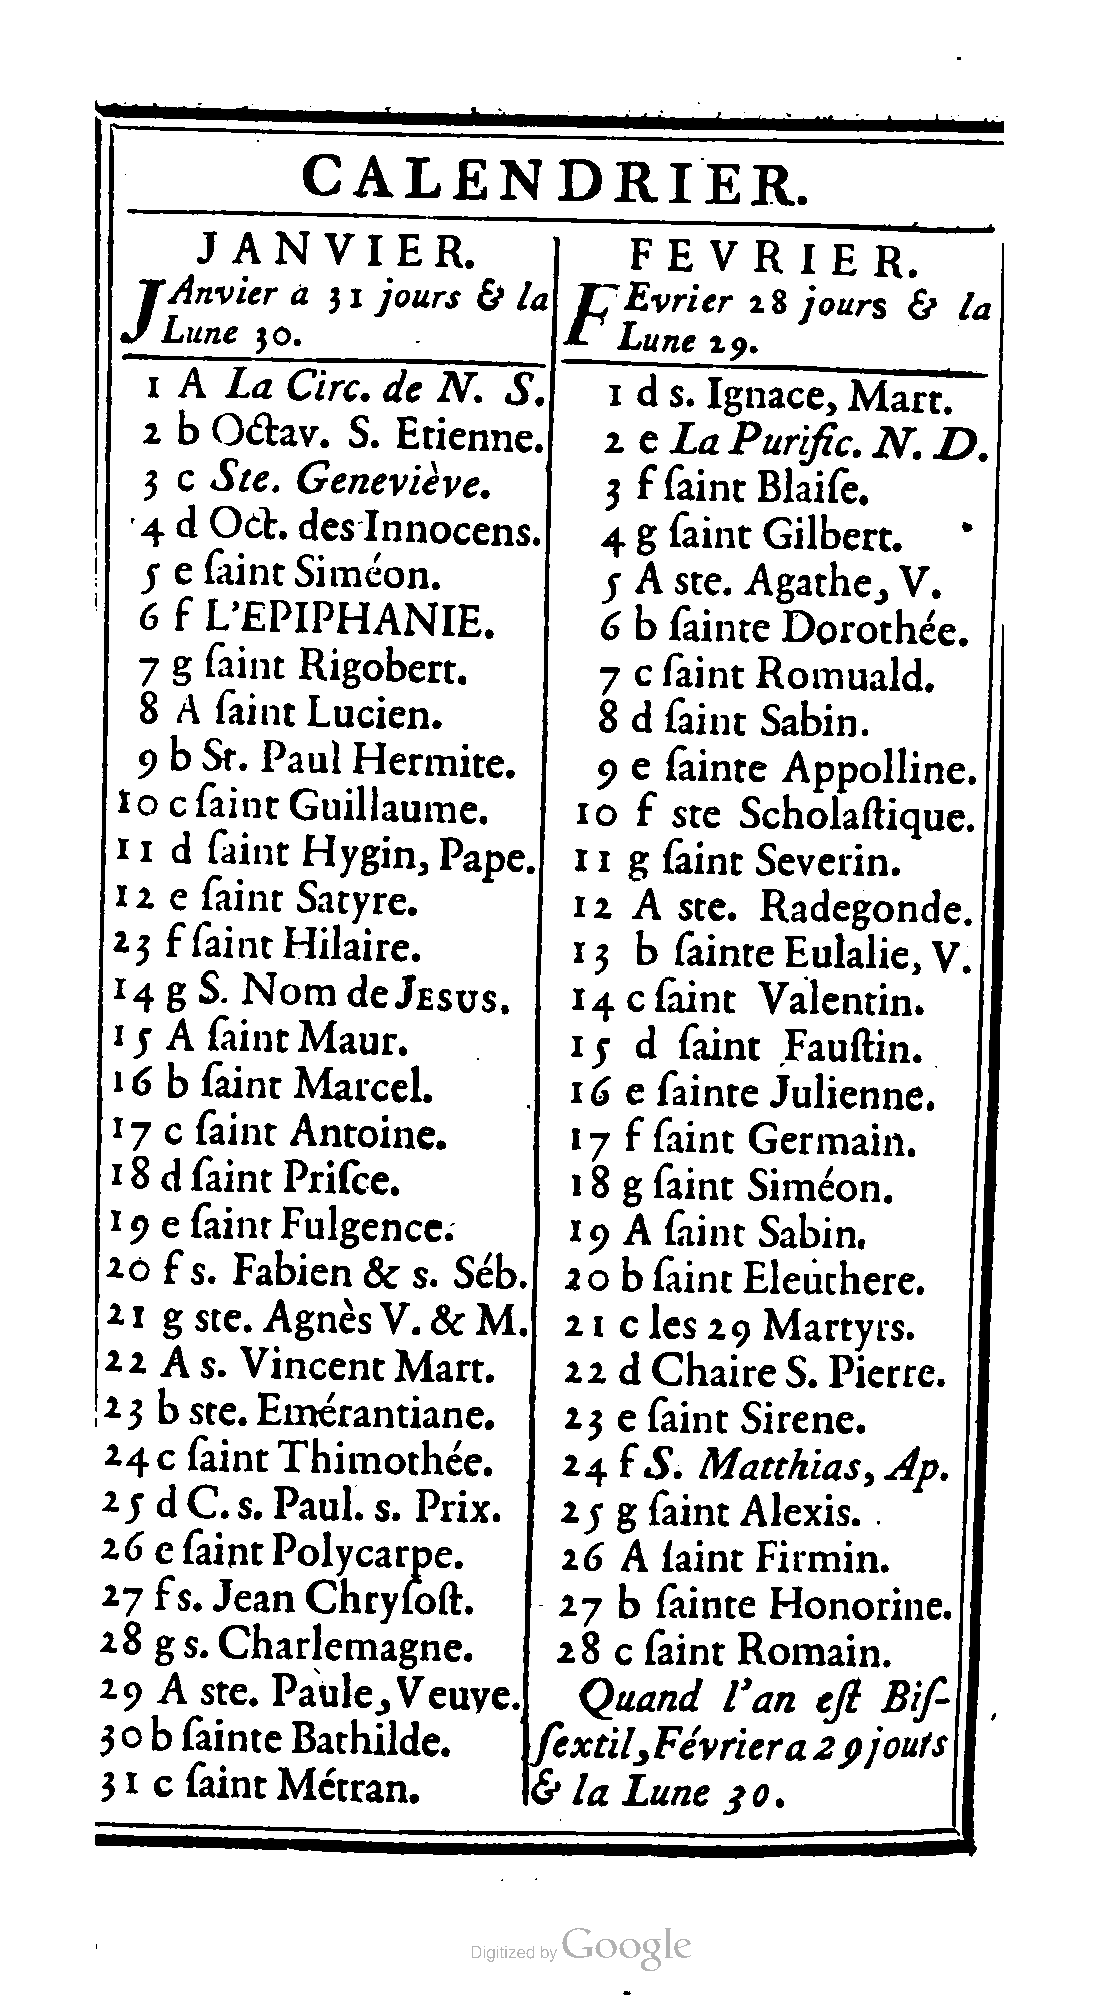 CALENDRIER.
JANVIER.
JAnvier a 31 jours & la
Lune 30.
1 A La Circ. de N. S.
2 b Octav. S. Etienne.
3 c Ste. Geneviève.
4 d Oct. des Innocens.
5 e ſaint Siméon.
6 f L'EPIPHANIE.
7 g ſaint Rigobert.
8 A ſaint Lucien.
9 b St. Paul Hermite.
10 c ſaint Guillaume.
11 d ſaint Hygin, Pape.
12 e ſaint Satyre.
23 f ſaint Hilaire.
14 g S. Nom de JESUS.
15 A ſaint Maur.
16 b ſaint Marcel.
17 c ſaint Antoine.
18 d ſaint Priſce.
19 e ſaint Fulgence.
20 f s. Fabien & s. Séb.
21 g ste. Agnès V. & M.
22 A s. Vincent Mart.
23 b ste. Emérantiane.
24 c ſaint Thimothée.
25 d C. s. Paul. s. Prix.
26 e ſaint Polycarpe.
27 f s. Jean Chryſoſt.
28 g s. Charlemagne.
29 A ste. Paule, Veuve.
30 b ſainte Bathilde.
31 c ſaint Métran.
FEVRIER.
FEvrier 28 jours & la
Lune 29.
1 d s. Ignace, Mart.
2 e La Purific. N. D.
3 f ſaint Blaiſe.
4 g ſaint Gilbert.
5 A ste. Agathe, V.
6 b ſainte Dorothée.
7 c ſaint Romuald.
8 d ſaint Sabin.
9 e ſainte Appolline.
10 f ste Scholaſtique.
11 g ſaint Severin.
12 A ste. Radegonde.
13 b ſainte Eulalie, V.
14 c ſaint Valentin.
15 d ſaint Fauſtin.
16 e ſainte Julienne.
17 f ſaint Germain.
18 g ſaint Siméon.
19 A ſaint Sabin.
20 b ſaint Eleuthere.
21 c les 29 Martyrs.
22 d Chaire S. Pierre.
23 e ſaint Sirene.
24 f S. Matthias, Ap.
25 g ſaint Alexis.
26 A ſaint Firmin.
27 b ſainte Honorine.
28 c ſaint Romain.
Quand l'an eſt Biſ-
ſextil, Février a 29 jours
& la Lune 30.
Digitized by Google